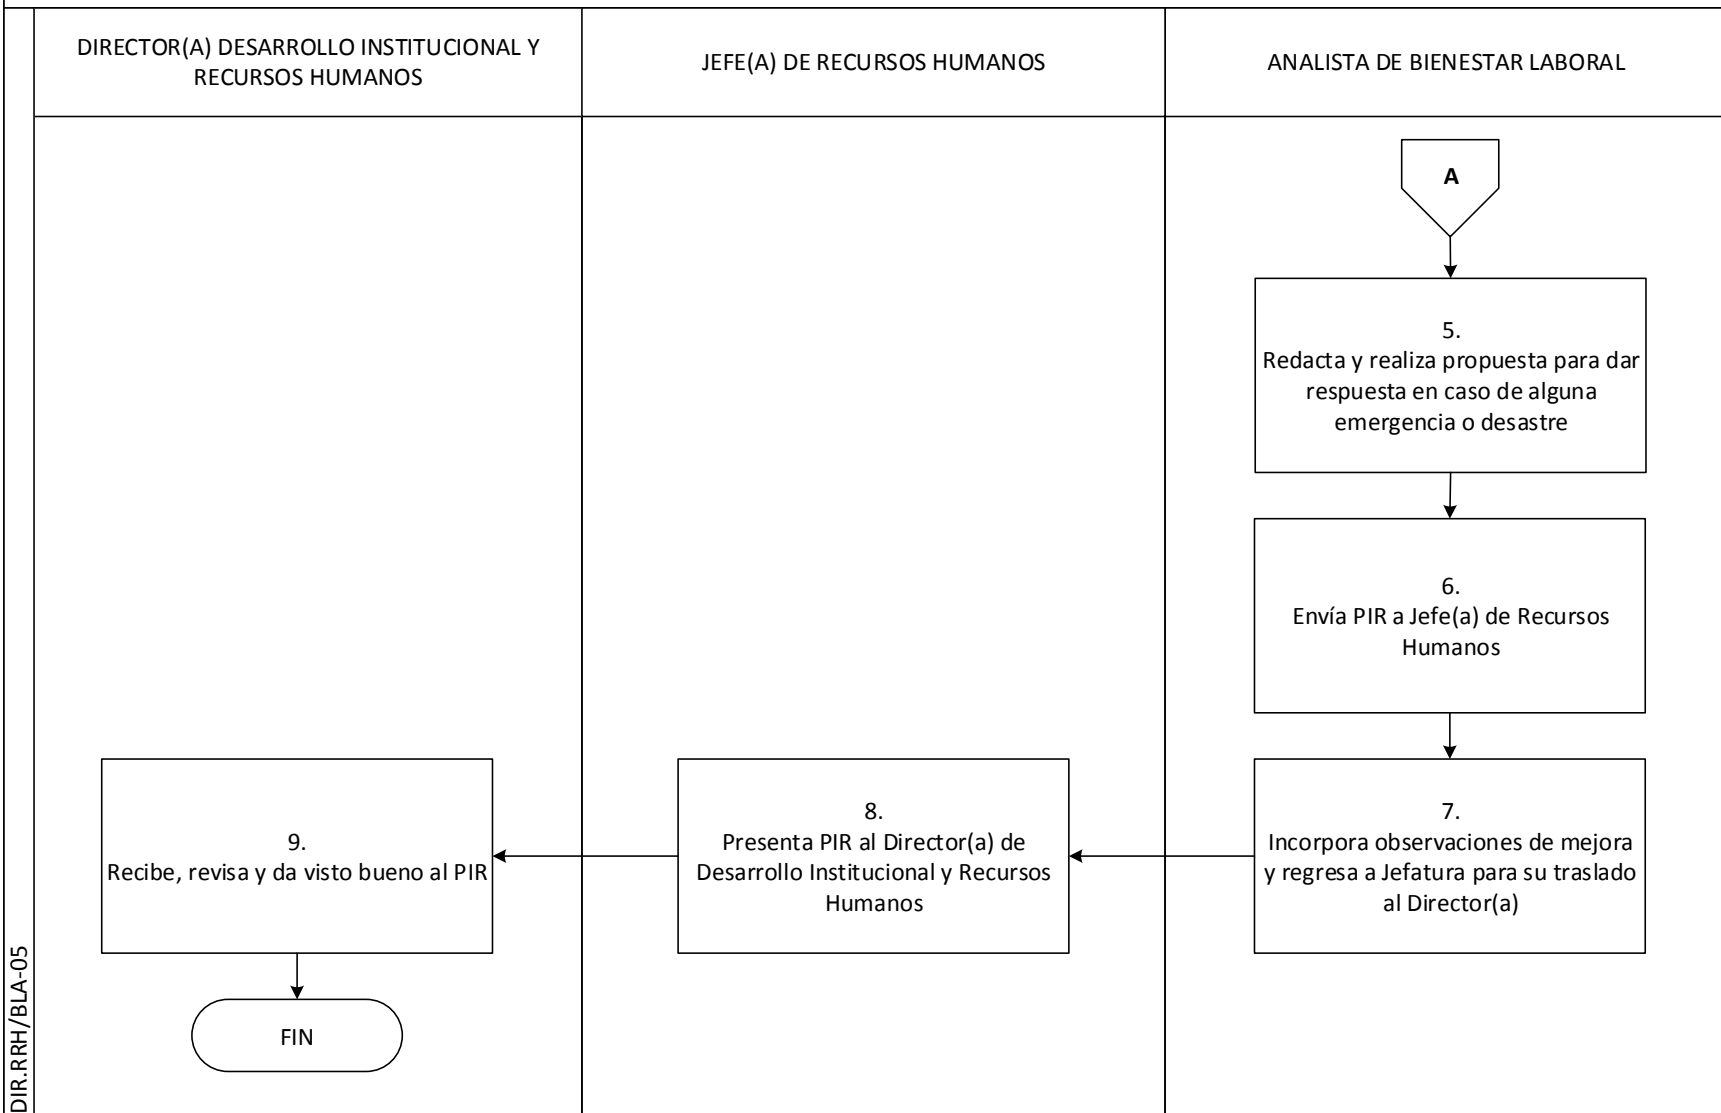 DIRECTOR(A) DESARROLLO INSTITUCIONAL Y
RECURSOS HUMANOS
JEFE(A) DE RECURSOS HUMANOS
ANALISTA DE BIENESTAR LABORAL
A
5.
Redacta y realiza propuesta para dar
respuesta en caso de alguna
emergencia o desastre
6.
Envía PIR a Jefe(a) de Recursos
Humanos
7.
Incorpora observaciones de mejora
y regresa a Jefatura para su traslado
al Director(a)
8.
Presenta PIR al Director(a) de
Desarrollo Institucional y Recursos
Humanos
9.
Recibe, revisa y da visto bueno al PIR
FIN
DIR.RRH/BLA-05